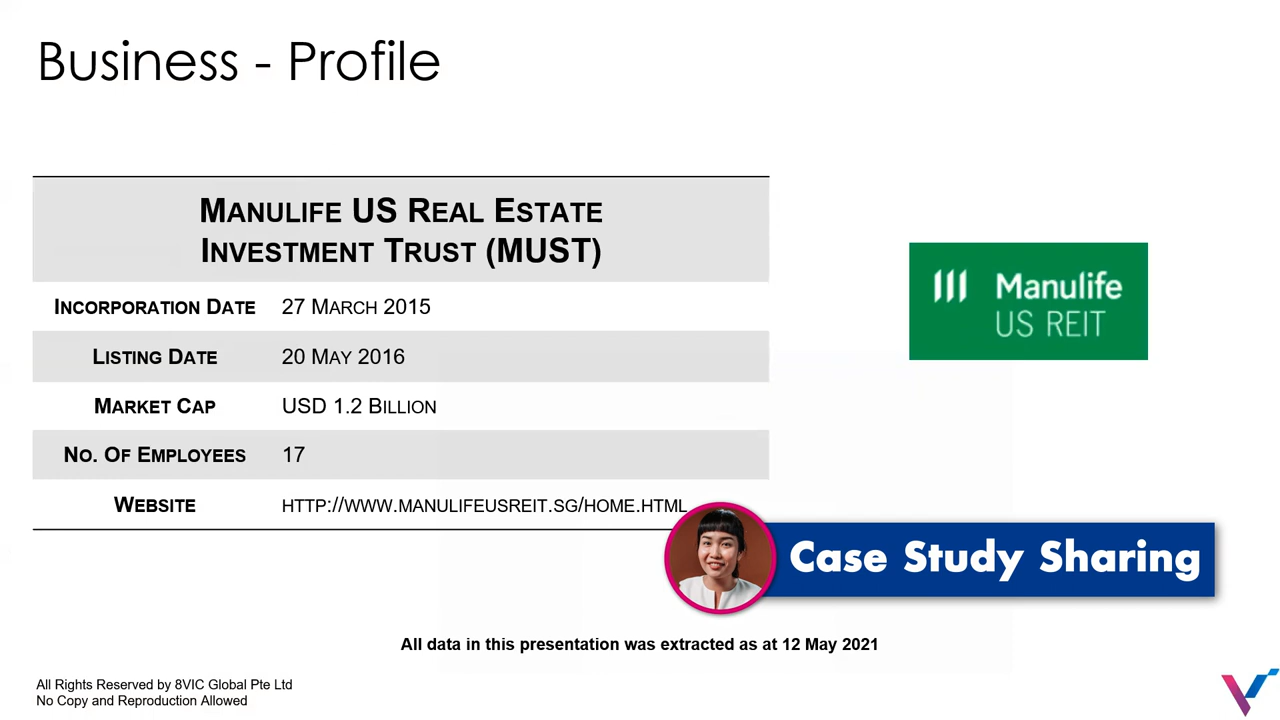 Business - Profile
MANULIFE US REAL ESTATE
INVESTMENT TRUST (MUST)
INCORPORATION DATE 27 MARCH 2015
LISTING DATE 20 MAY 2016
MARKET CAP USD 1.2 BILLION
NO. OF EMPLOYEES 17
WEBSITE HTTP://WWW.MANULIFEUSREIT.SG/HOME.HTML
Manulife
US REIT
Case Study Sharing
All data in this presentation was extracted as at 12 May 2021
All Rights Reserved by 8VIC Global Pte Ltd
No Copy and Reproduction Allowed